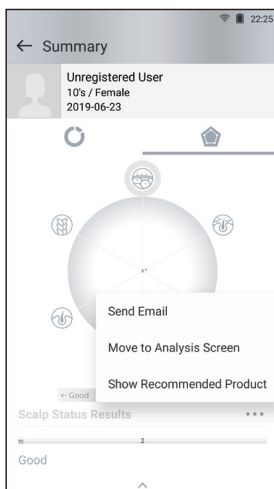 22:25
← Summary
Unregistered User
10's / Female
2019-06-23
Send Email
Move to Analysis Screen
Show Recommended Product
← Good
Scalp Status Results
2
Good